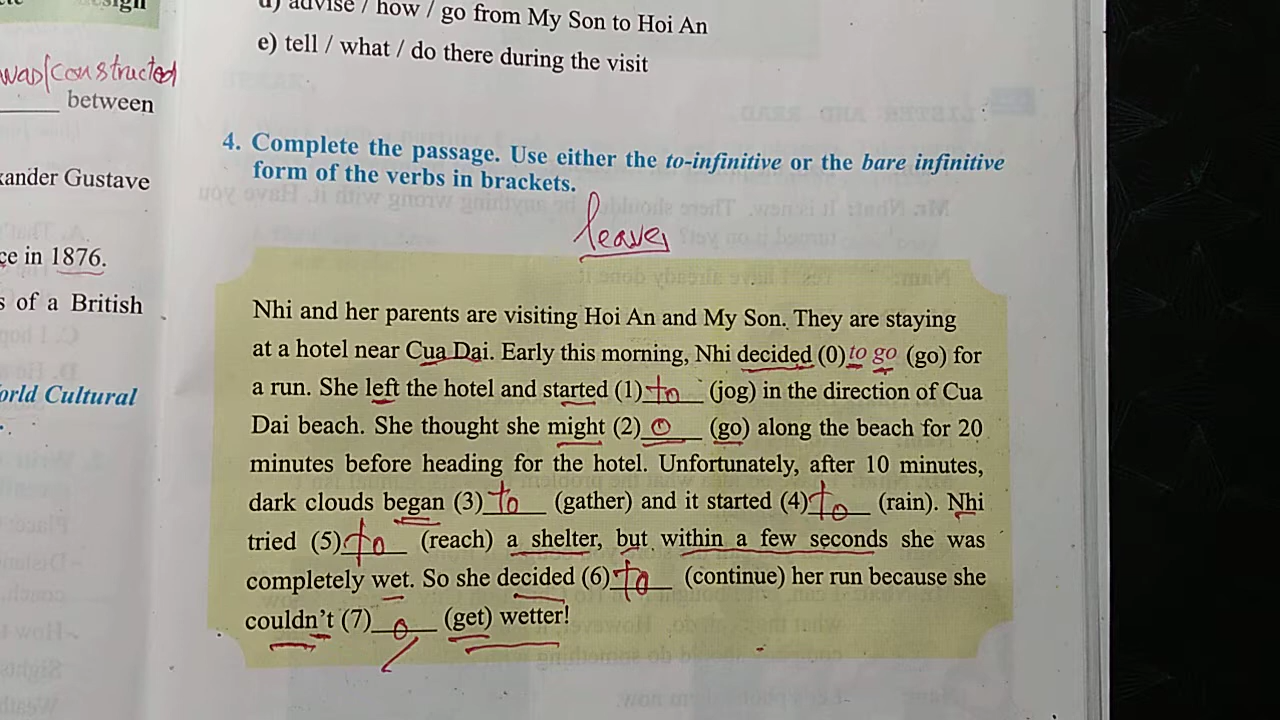 esign
d) advise / how / go from My Son to Hoi An
e) tell / what / do there during the visit
was/constructed
______ between
xander Gustave
ce in 1876.
s of a British
orld Cultural
4. Complete the passage. Use either the to-infinitive or the bare infinitive
form of the verbs in brackets.
leave
Nhi and her parents are visiting Hoi An and My Son. They are staying
at a hotel near Cua Dai. Early this morning, Nhi decided (0) to go (go) for
a run. She left the hotel and started (1) to (jog) in the direction of Cua
Dai beach. She thought she might (2) 0 (go) along the beach for 20
minutes before heading for the hotel. Unfortunately, after 10 minutes,
dark clouds began (3) to (gather) and it started (4) to (rain). Nhi
tried (5) to (reach) a shelter, but within a few seconds she was
completely wet. So she decided (6) to (continue) her run because she
couldn't (7) 0 (get) wetter!